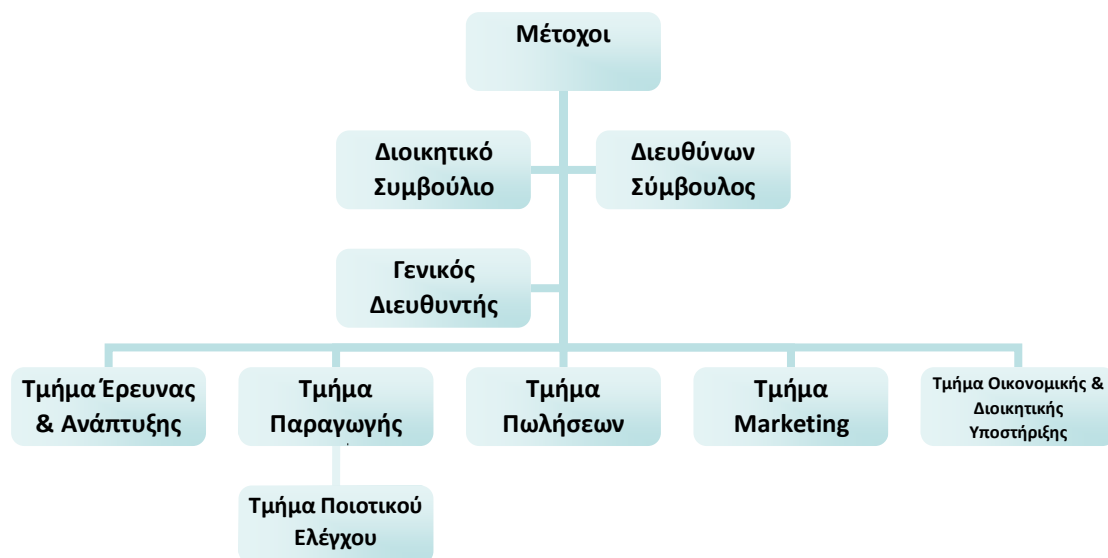 Μέτοχοι
Διοικητικό
Συμβούλιο
Διευθύνων
Σύμβουλος
Γενικός
Διευθυντής
Τμήμα Έρευνας
& Ανάπτυξης
Τμήμα
Παραγωγής
Τμήμα
Πωλήσεων
Τμήμα
Marketing
Τμήμα Οικονομικής &
Διοικητικής
Υποστήριξης
Τμήμα Ποιοτικού
Ελέγχου